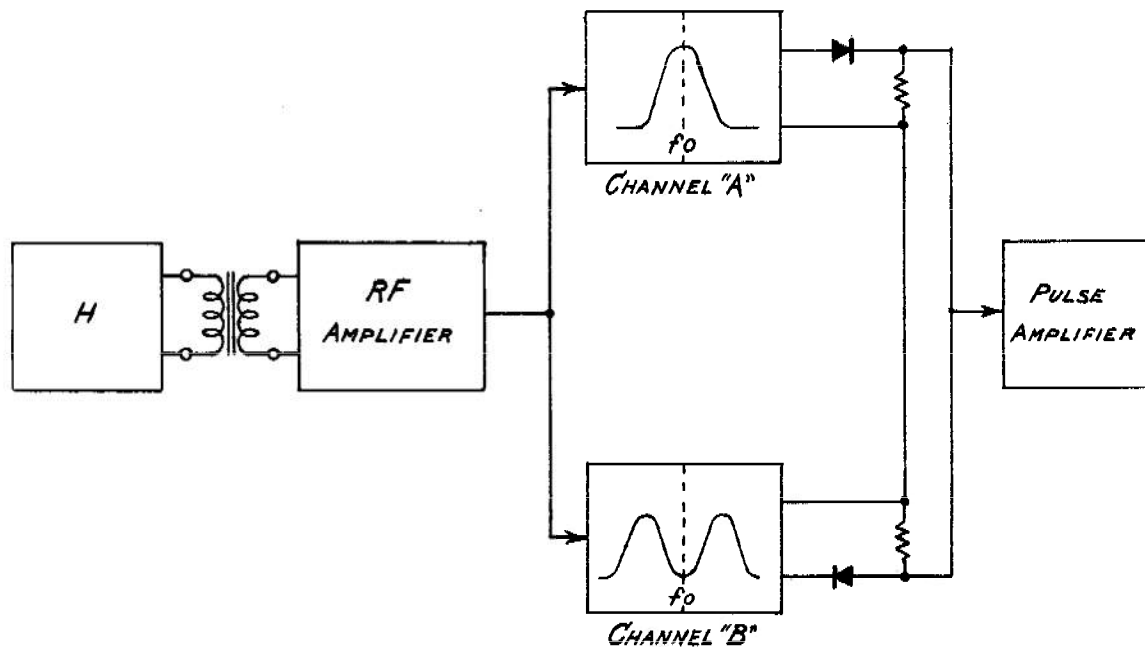 H
RF
AMPLIFIER
fo
CHANNEL "A"
fo
CHANNEL "B"
PULSE
AMPLIFIER